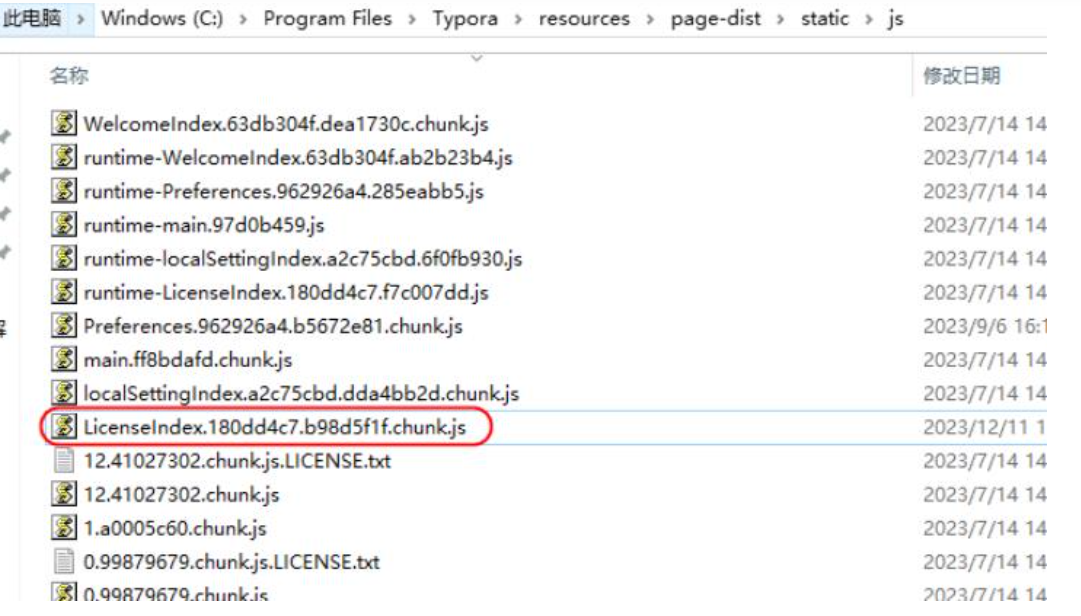 此电脑 › Windows (C:) › Program Files › Typora › resources › page-dist › static › js
名称 修改日期
WelcomeIndex.63db304f.dea1730c.chunk.js 2023/7/14 14
runtime-WelcomeIndex.63db304f.ab2b23b4.js 2023/7/14 14
runtime-Preferences.962926a4.285eabb5.js 2023/7/14 14
runtime-main.97d0b459.js 2023/7/14 14
runtime-localSettingIndex.a2c75cbd.6f0fb930.js 2023/7/14 14
runtime-LicenseIndex.180dd4c7.f7c007dd.js 2023/7/14 14
Preferences.962926a4.b5672e81.chunk.js 2023/9/6 16:1
main.ff8bdafd.chunk.js 2023/7/14 14
localSettingIndex.a2c75cbd.dda4bb2d.chunk.js 2023/7/14 14
LicenseIndex.180dd4c7.b98d5f1f.chunk.js 2023/12/11 1
12.41027302.chunk.js.LICENSE.txt 2023/7/14 14
12.41027302.chunk.js 2023/7/14 14
1.a0005c60.chunk.js 2023/7/14 14
0.99879679.chunk.js.LICENSE.txt 2023/7/14 14
0.99879679.chunk.js 2023/7/14 14